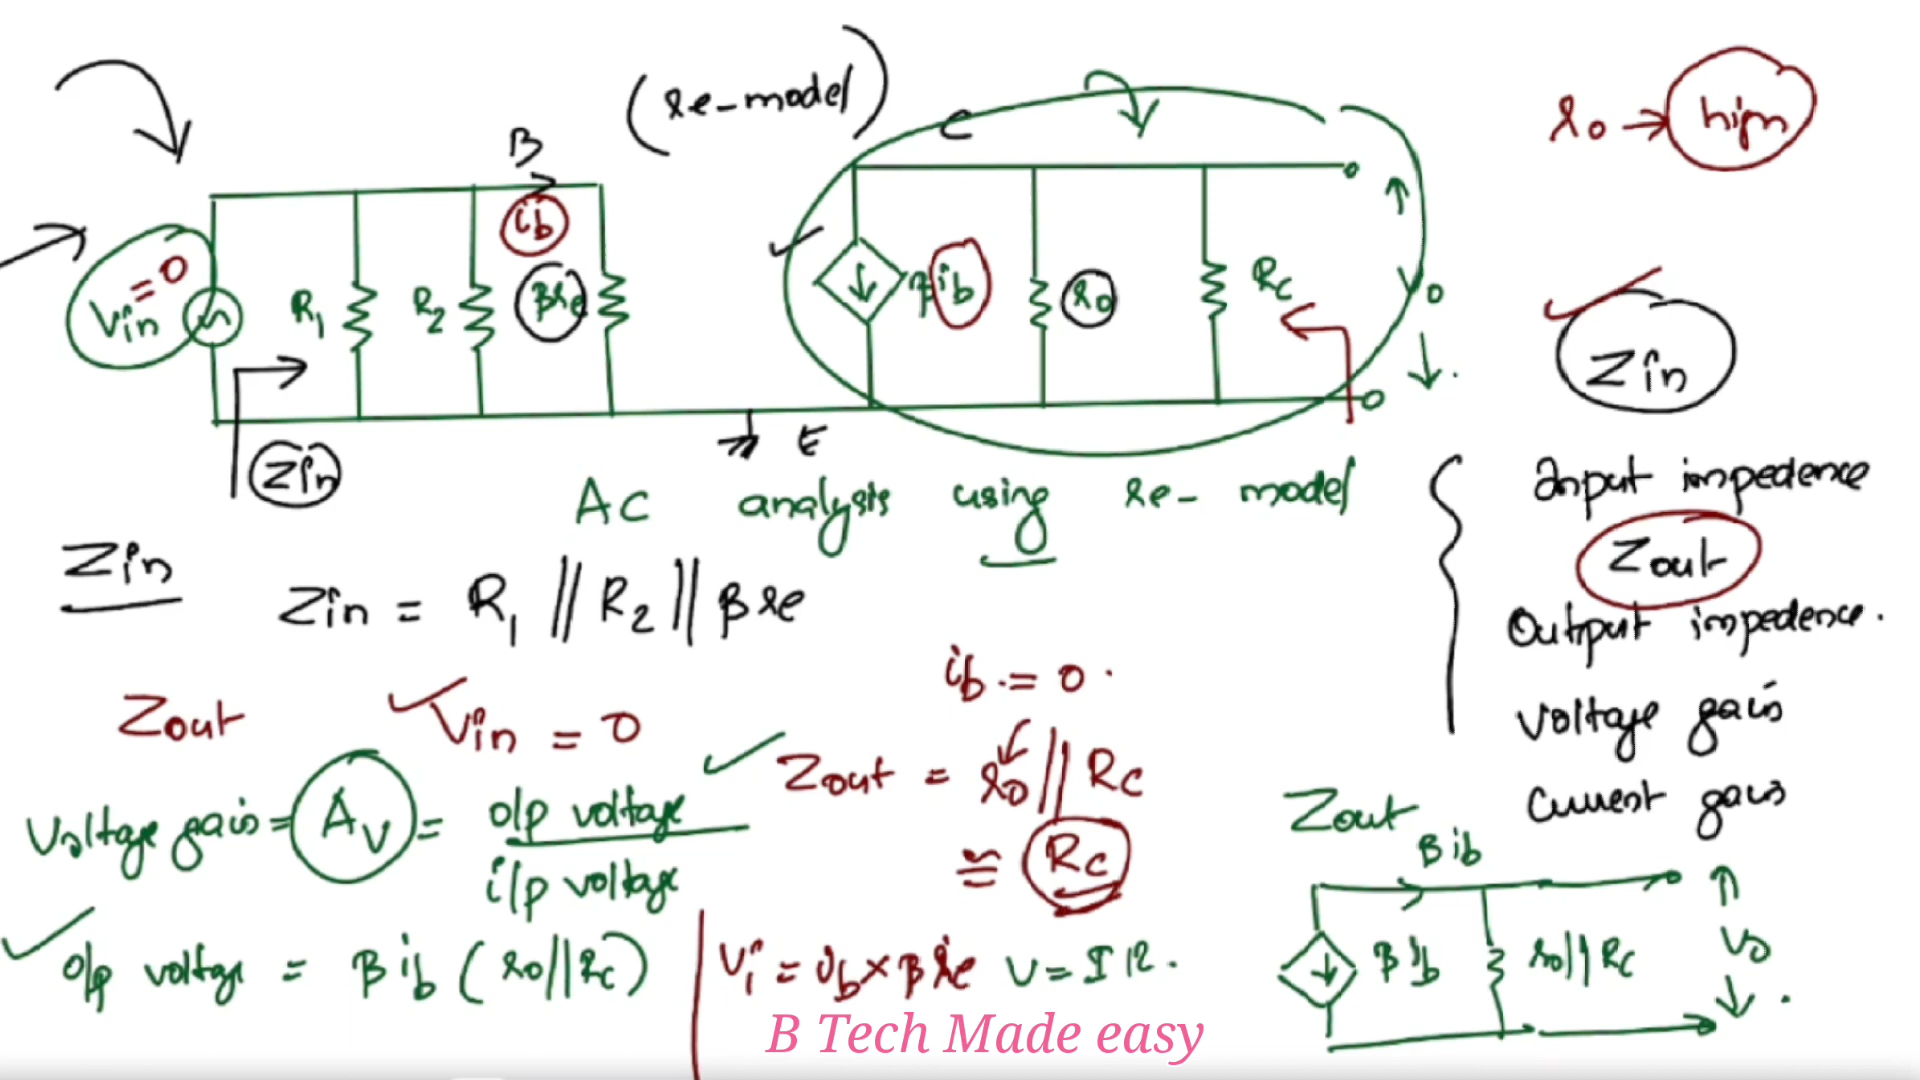 (re-model)
B
C
ib
Vin = 0
R1
R2
βre
βib
ro
RC
Vo
Zin
E
ro → high
Zin
AC analysis using re- model
Input impedence
Zout
Output impedence.
Voltage gain
Current gain
Zin
Zin = R1 || R2 || βre
Zout
Vin = 0
ib = 0
Zout = ro || RC
≅ RC
Voltage gain = AV = o/p voltage
i/p voltage
o/p voltage = βib (ro||RC)
Vi = ib × βre
V = IR.
Zout
Bib
βib
ro||RC
Vo
B Tech Made easy